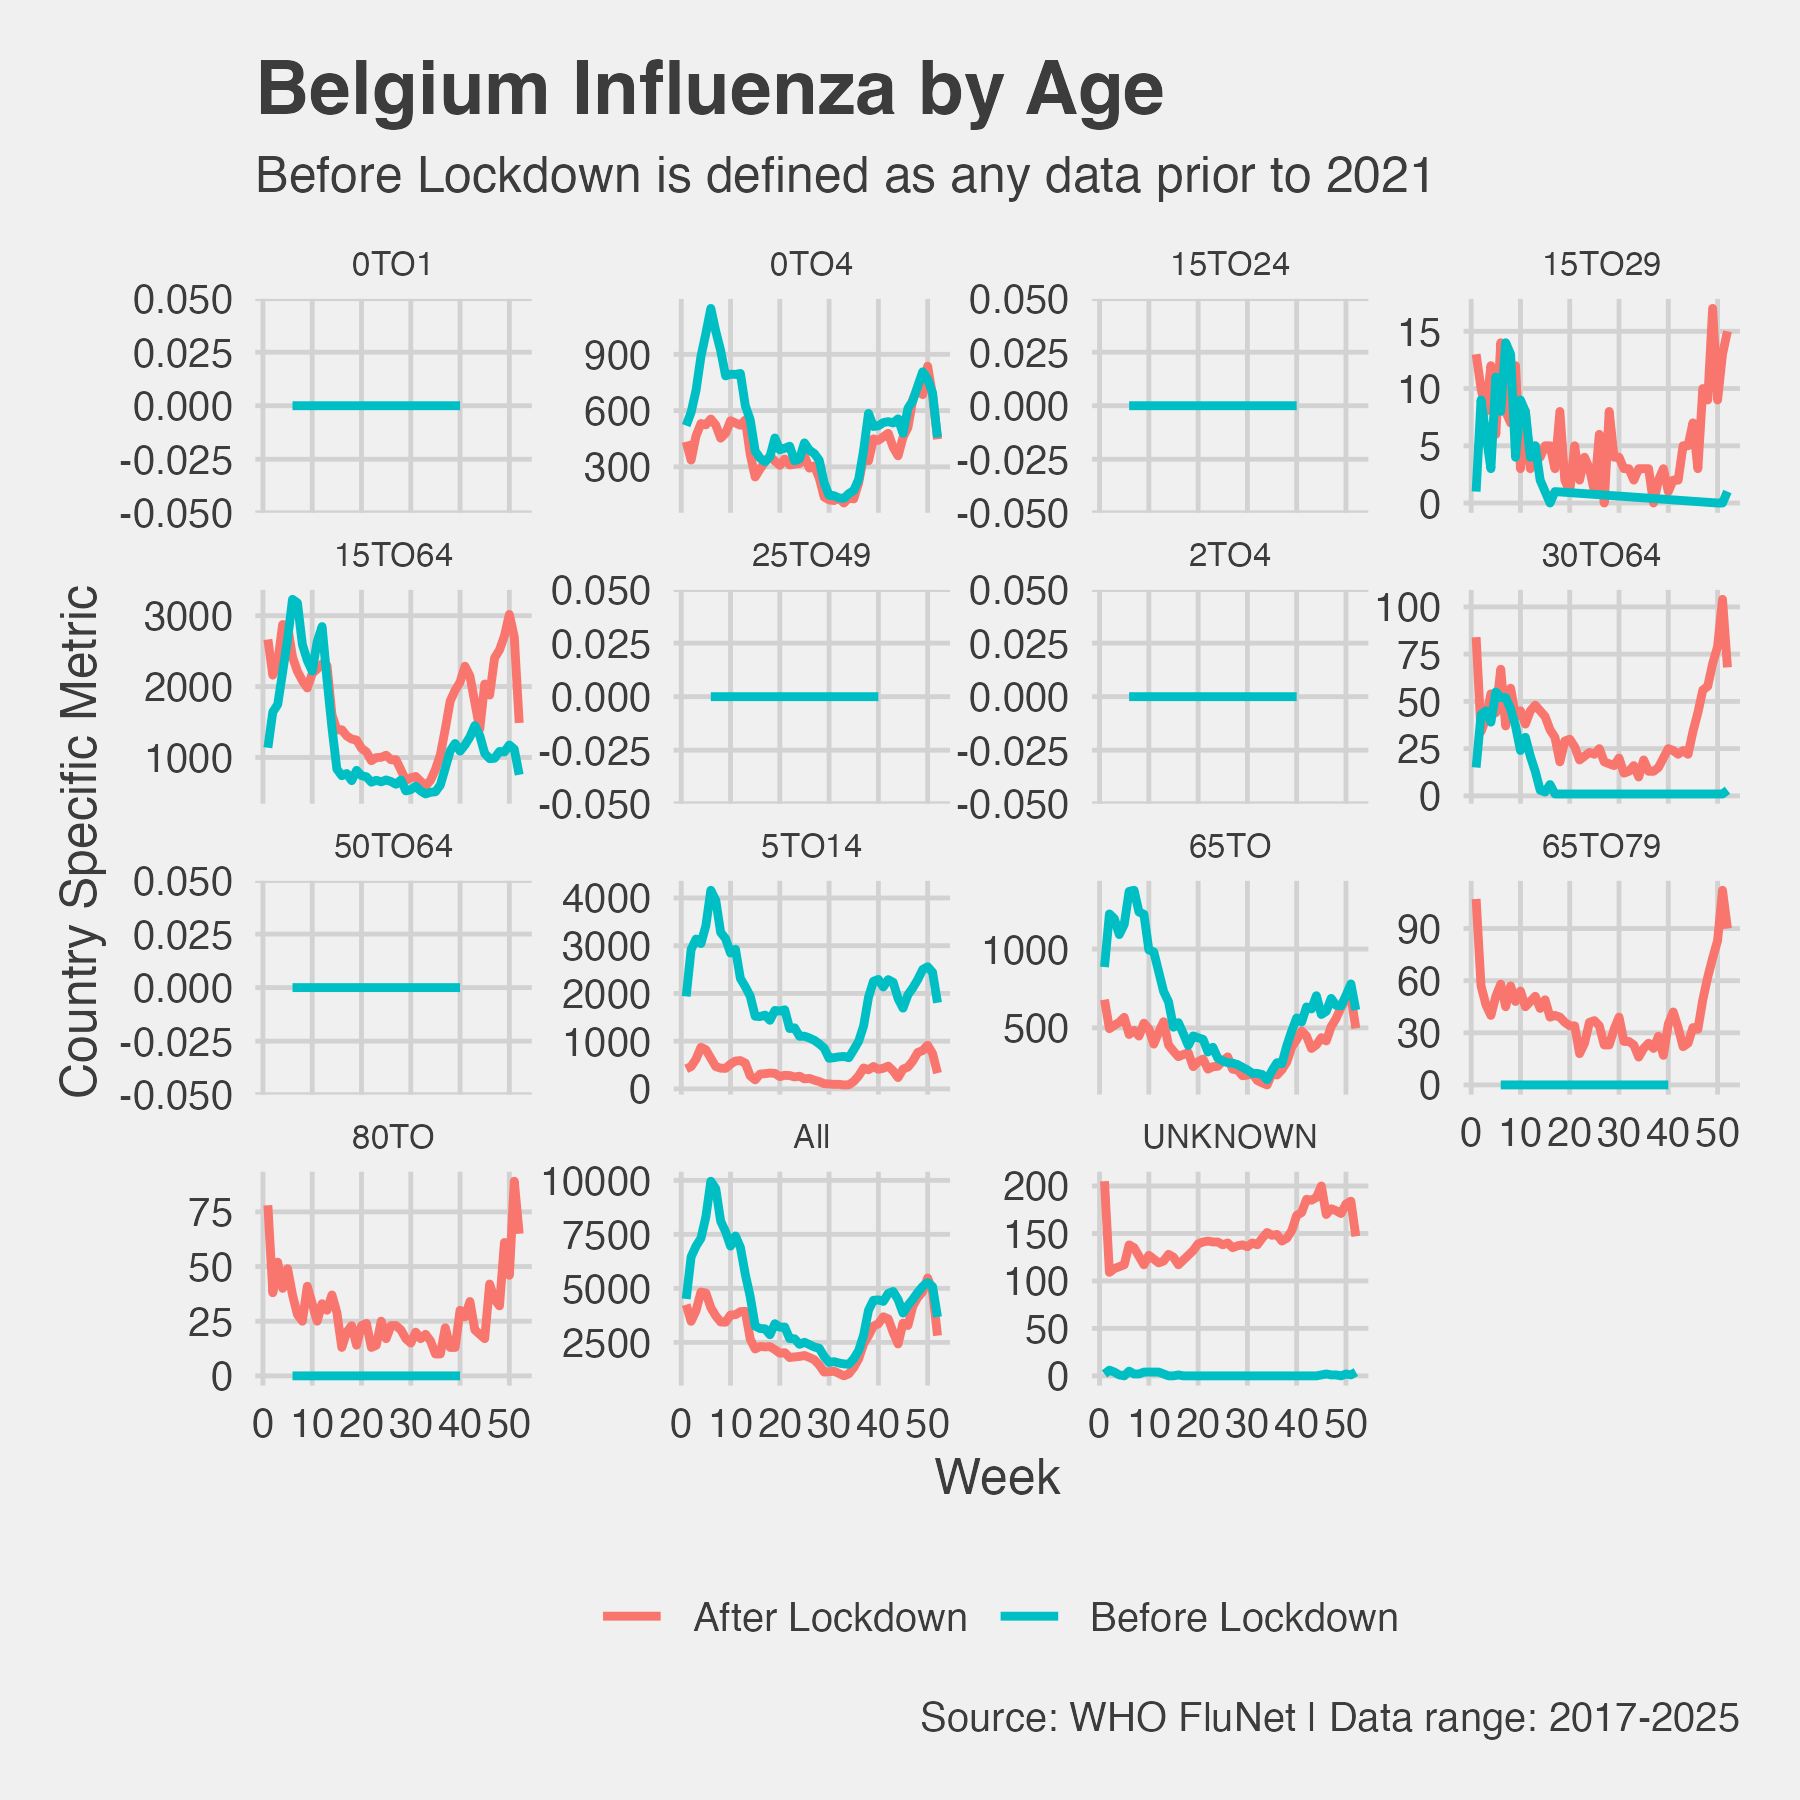 Belgium Influenza by Age
Before Lockdown is defined as any data prior to 2021
Country Specific Metric
0TO1
0.050
0.025
0.000
-0.025
-0.050
0TO4
900
600
300
15TO24
0.050
0.025
0.000
-0.025
-0.050
15TO29
15
10
5
0
15TO64
3000
2000
1000
25TO49
0.050
0.025
0.000
-0.025
-0.050
2TO4
0.050
0.025
0.000
-0.025
-0.050
30TO64
100
75
50
25
0
50TO64
0.050
0.025
0.000
-0.025
-0.050
5TO14
4000
3000
2000
1000
0
65TO
1000
500
65TO79
90
60
30
0
0 10 20 30 40 50
80TO
75
50
25
0
0 10 20 30 40 50
All
10000
7500
5000
2500
0 10 20 30 40 50
UNKNOWN
200
150
100
50
0
0 10 20 30 40 50
Week
After Lockdown
Before Lockdown
Source: WHO FluNet | Data range: 2017-2025